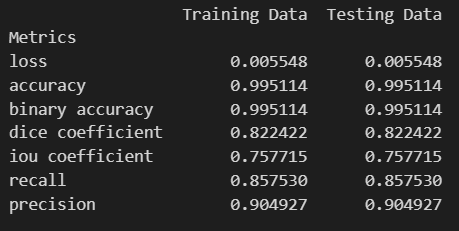 Training Data Testing Data
Metrics
loss 0.005548 0.005548
accuracy 0.995114 0.995114
binary accuracy 0.995114 0.995114
dice coefficient 0.822422 0.822422
iou coefficient 0.757715 0.757715
recall 0.857530 0.857530
precision 0.904927 0.904927